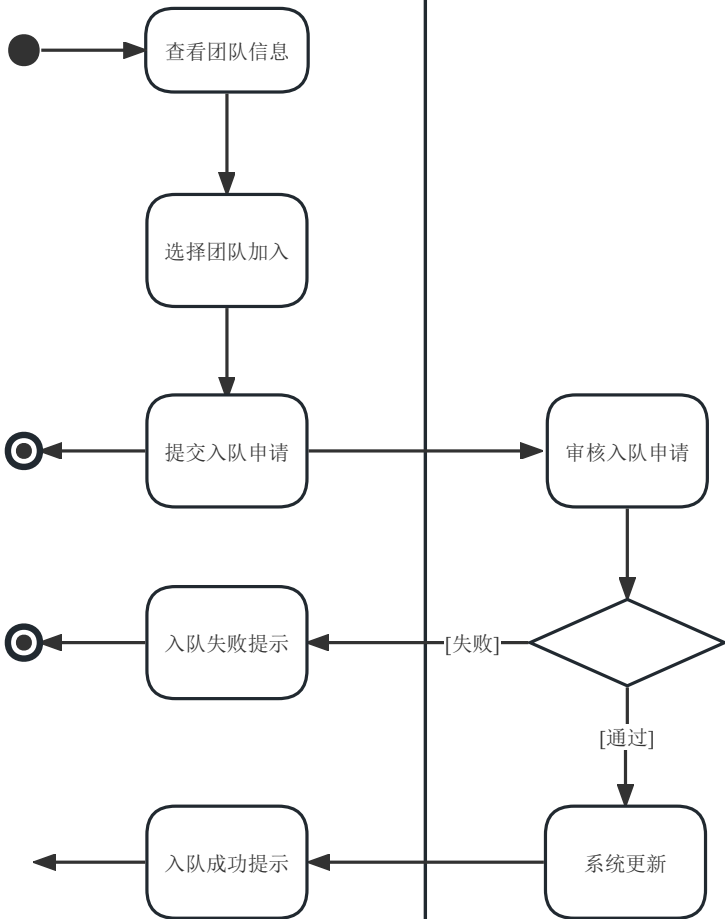 查看团队信息
选择团队加入
提交入队申请
审核入队申请
入队失败提示
[失败]
[通过]
入队成功提示
系统更新